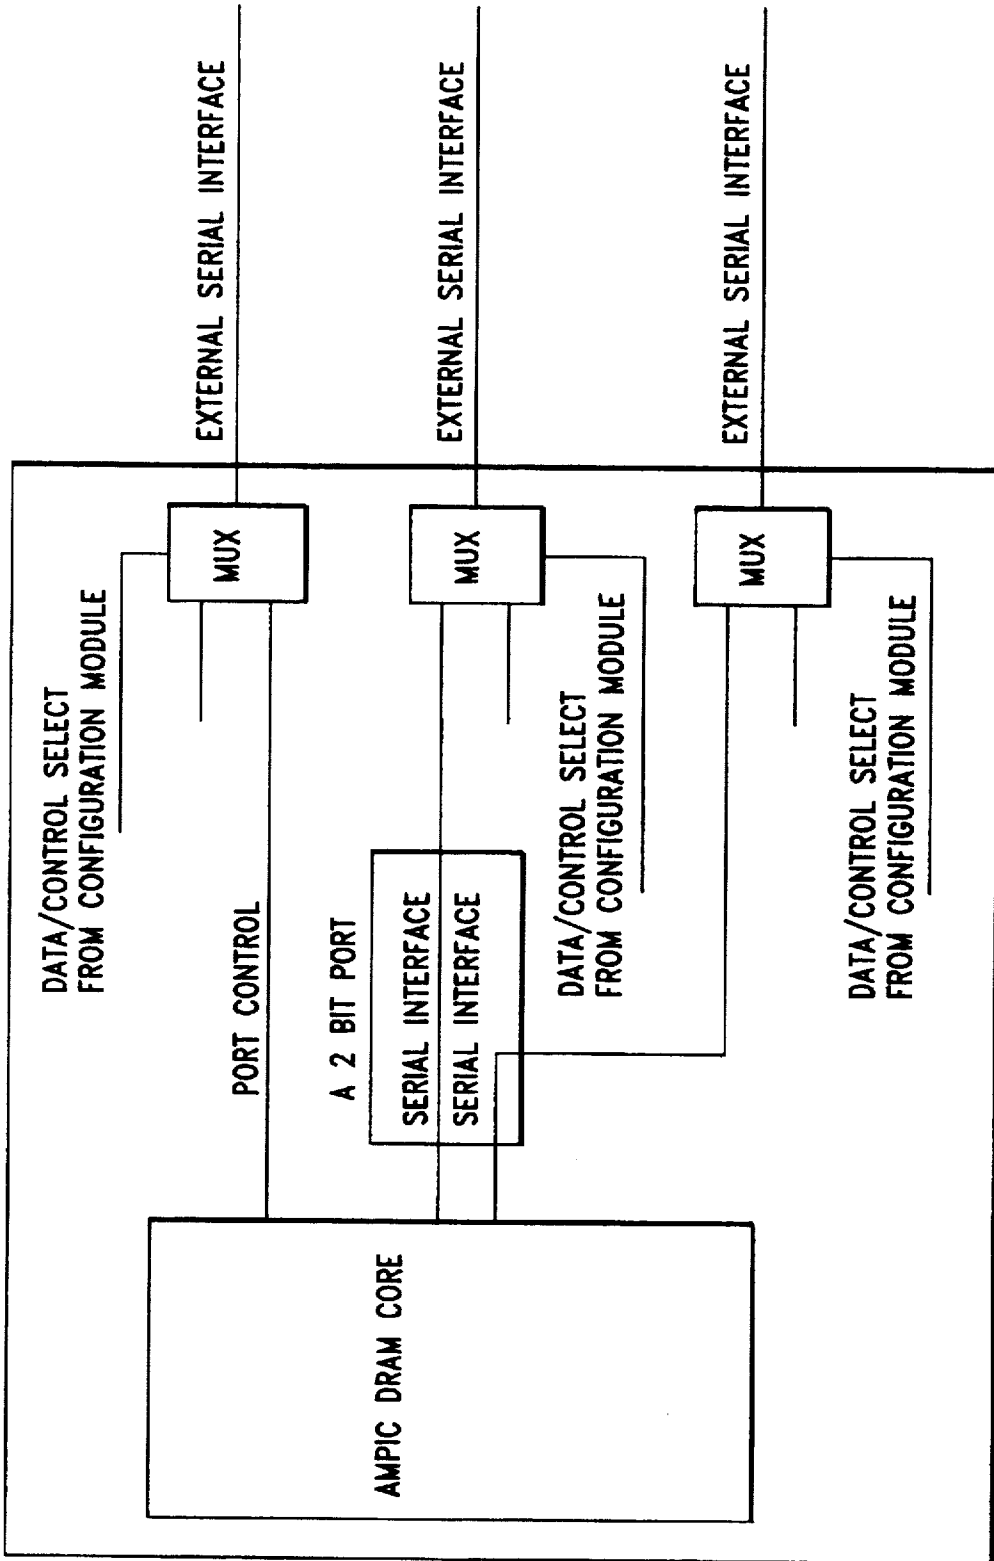 EXTERNAL SERIAL INTERFACE
EXTERNAL SERIAL INTERFACE
EXTERNAL SERIAL INTERFACE
MUX
MUX
MUX
DATA/CONTROL SELECT
FROM CONFIGURATION MODULE
DATA/CONTROL SELECT
FROM CONFIGURATION MODULE
DATA/CONTROL SELECT
FROM CONFIGURATION MODULE
PORT CONTROL
A 2 BIT PORT
SERIAL INTERFACE
SERIAL INTERFACE
AMPIC DRAM CORE